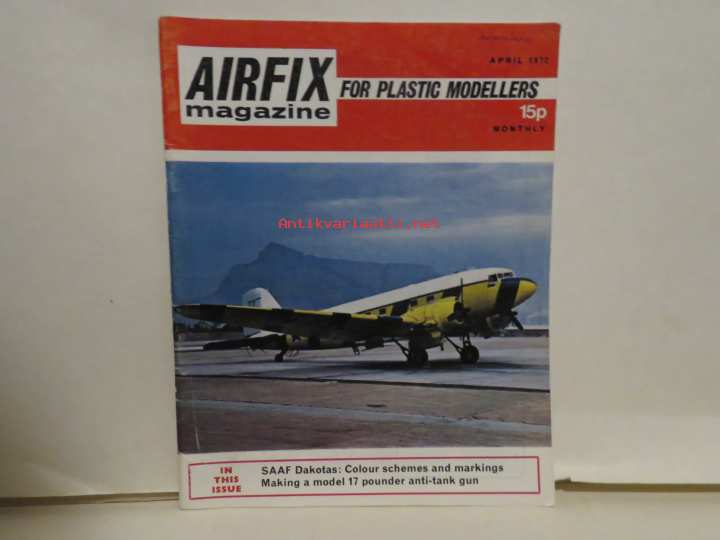 APRIL 1972
AIRFIX
magazine
FOR PLASTIC MODELLERS
15p
MONTHLY
Antikvariaatti.net
IN
THIS
ISSUE
SAAF Dakotas: Colour schemes and markings
Making a model 17 pounder anti-tank gun